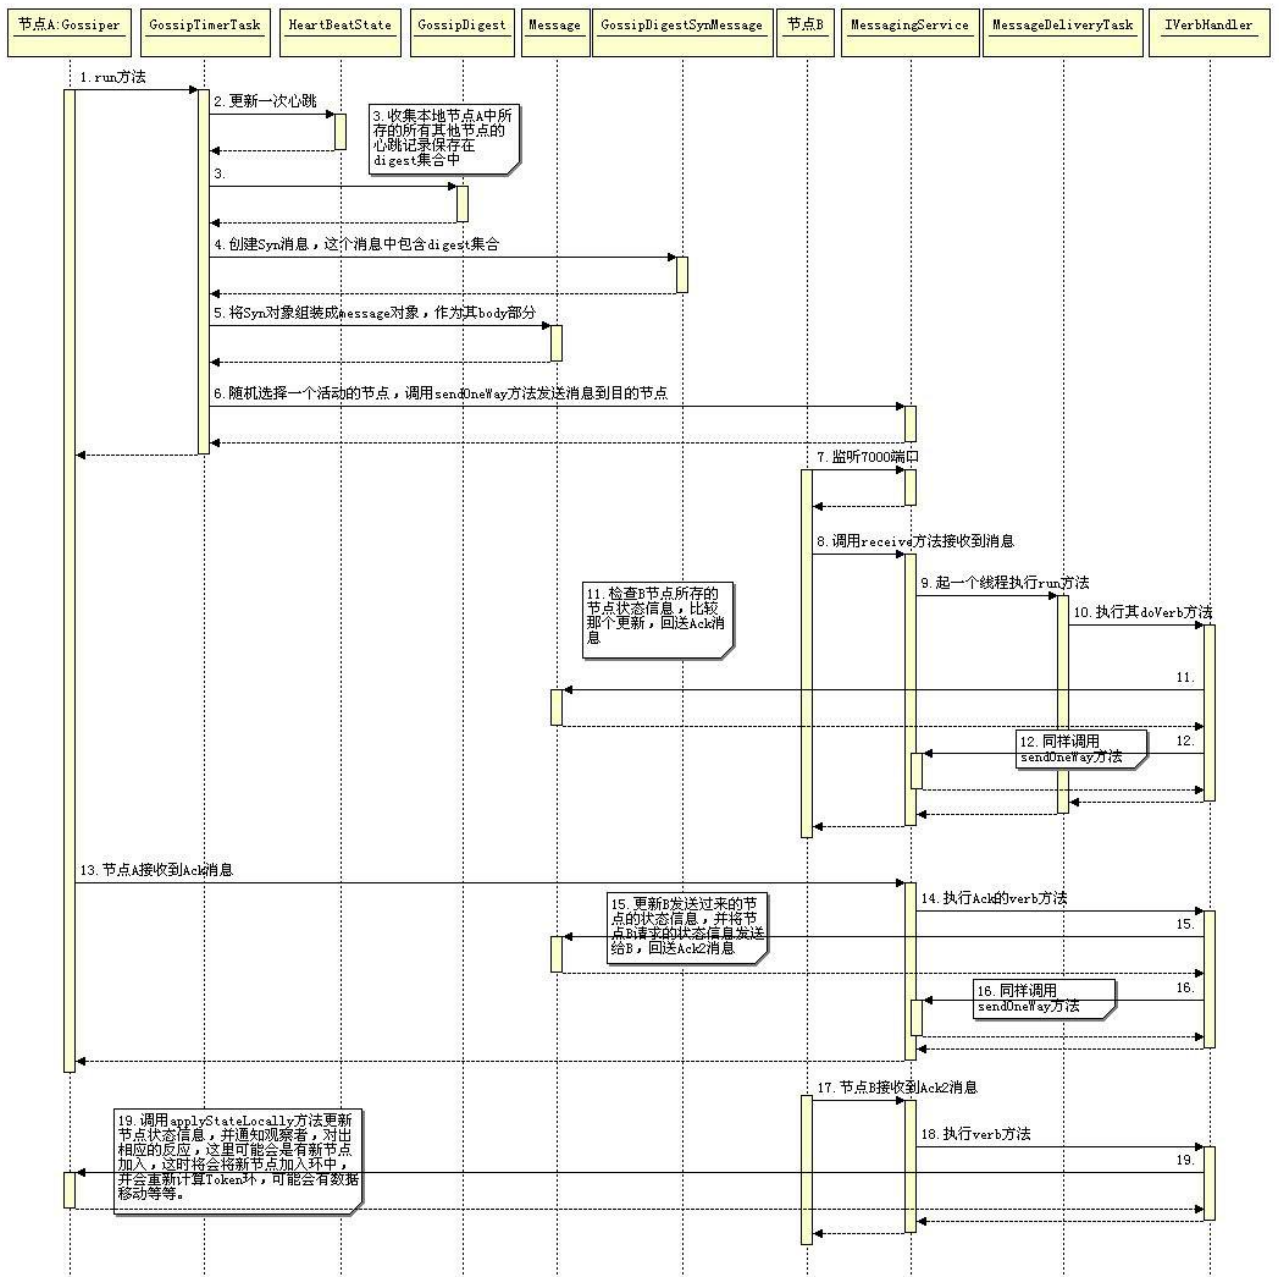 节点A:Gossiper
GossipTimerTask
HeartBeatState
GossipDigest
Message
GossipDigestSynMessage
节点B
MessagingService
MessageDeliveryTask
IVerbHandler
1.run方法
2.更新一次心跳
3.收集本地节点A中所
存的所有其他节点的
心跳记录保存在
digest集合中
3.
4.创建Syn消息，这个消息中包含digest集合
5.将Syn对象组装成message对象，作为其body部分
6.随机选择一个活动的节点，调用sendOneWay方法发送消息到目的节点
7.监听7000端口
8.调用receive方法接收到消息
9.起一个线程执行run方法
10.执行其doVerb方法
11.检查B节点所存的
节点状态信息，比较
那个更新，回送Ack消
息
11.
12.同样调用
sendOneWay方法
12.
13.节点A接收到Ack消息
14.执行Ack的verb方法
15.更新B发送过来的节
点的状态信息，并将节
点B请求的状态信息发送
给B，回送Ack2消息
15.
16.同样调用
sendOneWay方法
16.
17.节点B接收到Ack2消息
18.执行verb方法
19.调用applyStateLocally方法更新
节点状态信息，并通知观察者，对出
相应的反应，这里可能会是有新节点
加入，这时将会将新节点加入环中，
并会重新计算Token环，可能会有数据
移动等等。
19.